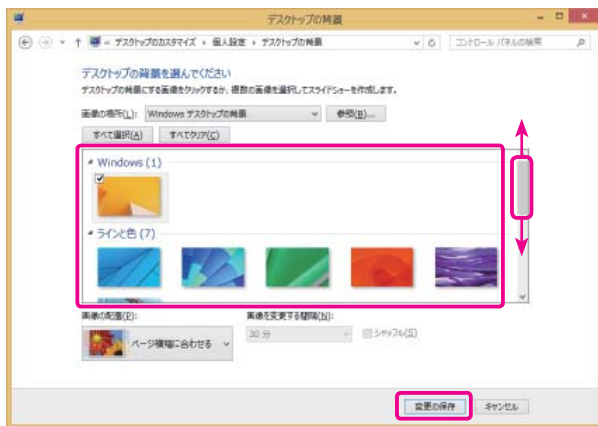 デスクトップの背景
« デスクトップのカスタマイズ ▸ 個人設定 ▸ デスクトップの背景
コントロール パネルの検索
デスクトップの背景を選んでください
デスクトップの背景にする画像をクリックするか、複数の画像を選択してスライドショーを作成します。
画像の場所(L): Windows デスクトップの背景 参照(B)...
すべて選択(A) すべてクリア(C)
Windows (1)
ラインと色 (7)
画像の配置(P): 画像を変更する間隔(N):
ページ横幅に合わせる 30 分 シャッフル(S)
変更の保存 キャンセル